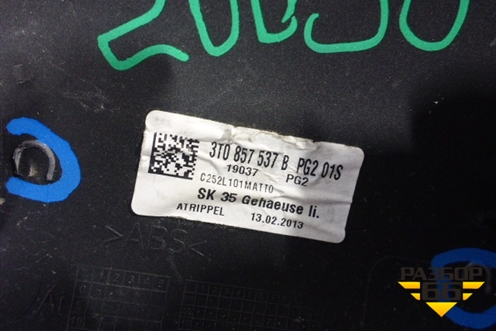 3T0 857 537 B PG2 01S
19037 PG2
C252L101MATT0
SK 35 Gehaeuse li.
ATRIPPEL 13.02.2013
>ABS<
РАЗБОР
66